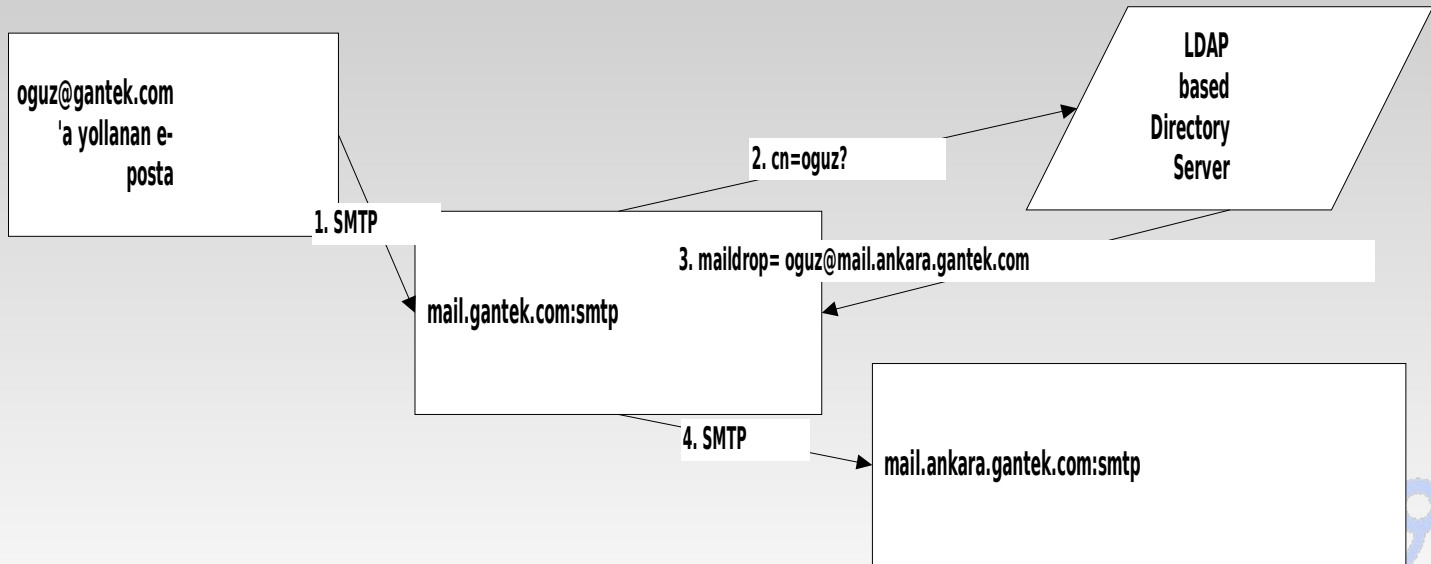 oguz@gantek.com
'a yollanan e-
posta
LDAP
based
Directory
Server
2. cn=oguz?
1. SMTP
3. maildrop= oguz@mail.ankara.gantek.com
mail.gantek.com:smtp
4. SMTP
mail.ankara.gantek.com:smtp